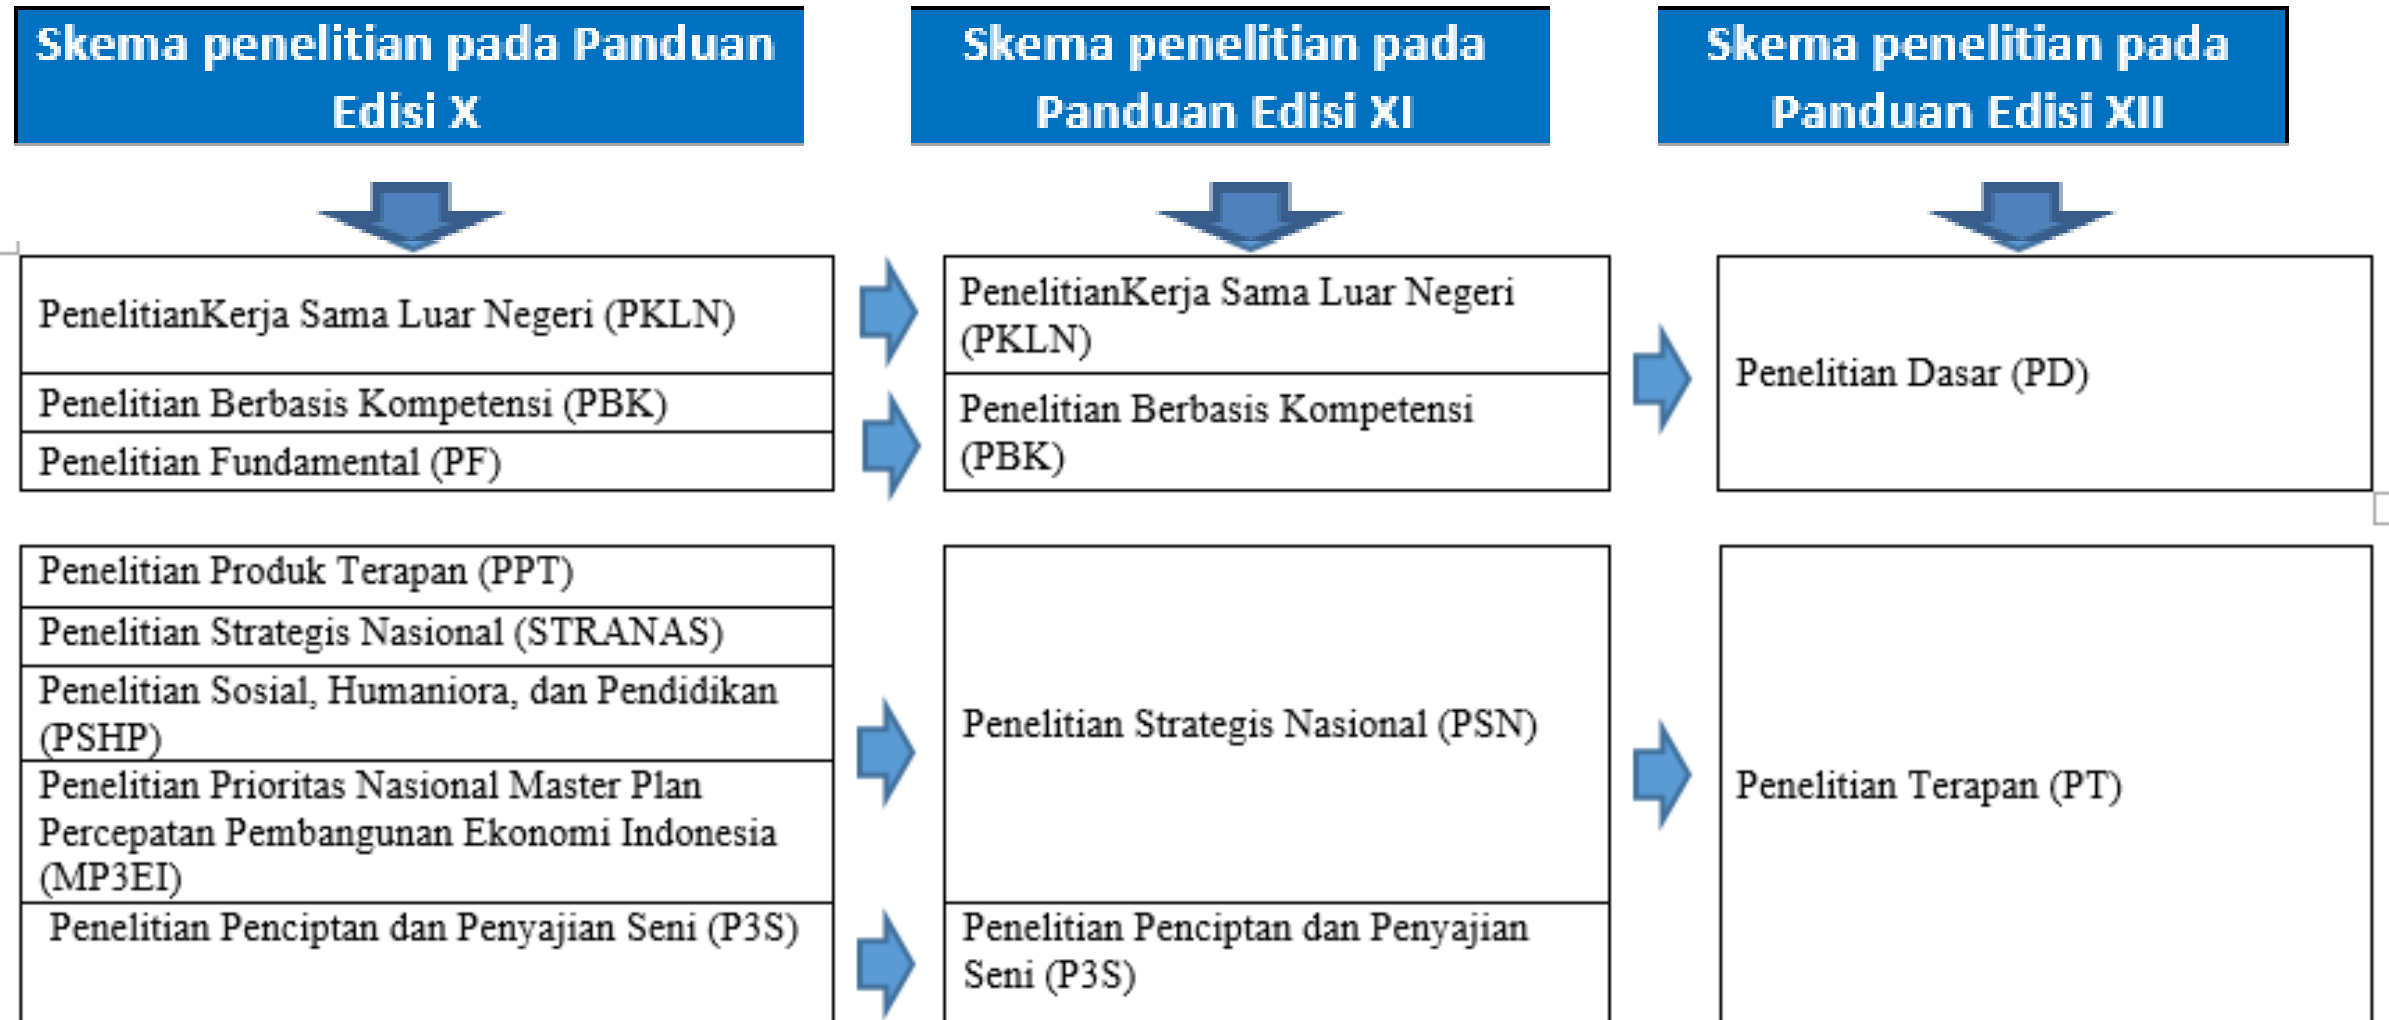 Skema penelitian pada Panduan
Edisi X
Skema penelitian pada
Panduan Edisi XI
Skema penelitian pada
Panduan Edisi XII
PenelitianKerja Sama Luar Negeri (PKLN)
Penelitian Berbasis Kompetensi (PBK)
Penelitian Fundamental (PF)
PenelitianKerja Sama Luar Negeri
(PKLN)
Penelitian Berbasis Kompetensi
(PBK)
Penelitian Dasar (PD)
Penelitian Produk Terapan (PPT)
Penelitian Strategis Nasional (STRANAS)
Penelitian Sosial, Humaniora, dan Pendidikan
(PSHP)
Penelitian Prioritas Nasional Master Plan
Percepatan Pembangunan Ekonomi Indonesia
(MP3EI)
Penelitian Penciptan dan Penyajian Seni (P3S)
Penelitian Strategis Nasional (PSN)
Penelitian Penciptan dan Penyajian
Seni (P3S)
Penelitian Terapan (PT)